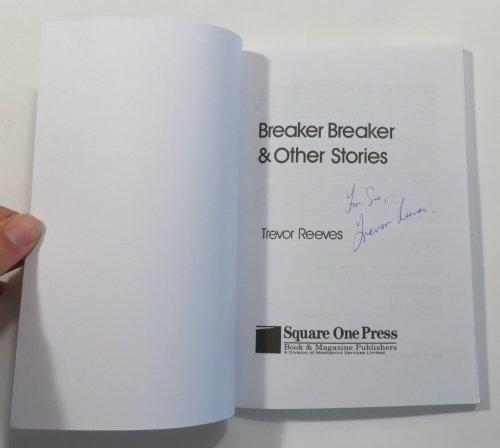 Breaker Breaker
& Other Stories
For Sue,
Trevor Reeves
Trevor Reeves
Square One Press
Book & Magazine Publishers
A Division of Mediaprint Services Limited.